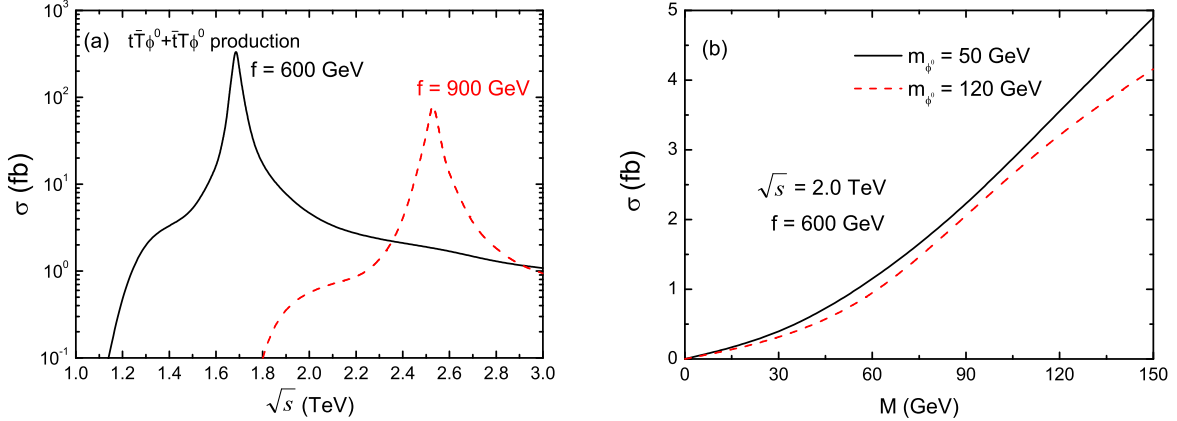 (a) tT̄ϕ⁰+t̄Tϕ⁰ production
f = 600 GeV
f = 900 GeV
σ (fb)
10³
10²
10¹
10⁰
10⁻¹
1.0 1.2 1.4 1.6 1.8 2.0 2.2 2.4 2.6 2.8 3.0
√s (TeV)
(b)
m_ϕ⁰ = 50 GeV
m_ϕ⁰ = 120 GeV
√s = 2.0 TeV
f = 600 GeV
σ (fb)
5
4
3
2
1
0
0 30 60 90 120 150
M (GeV)